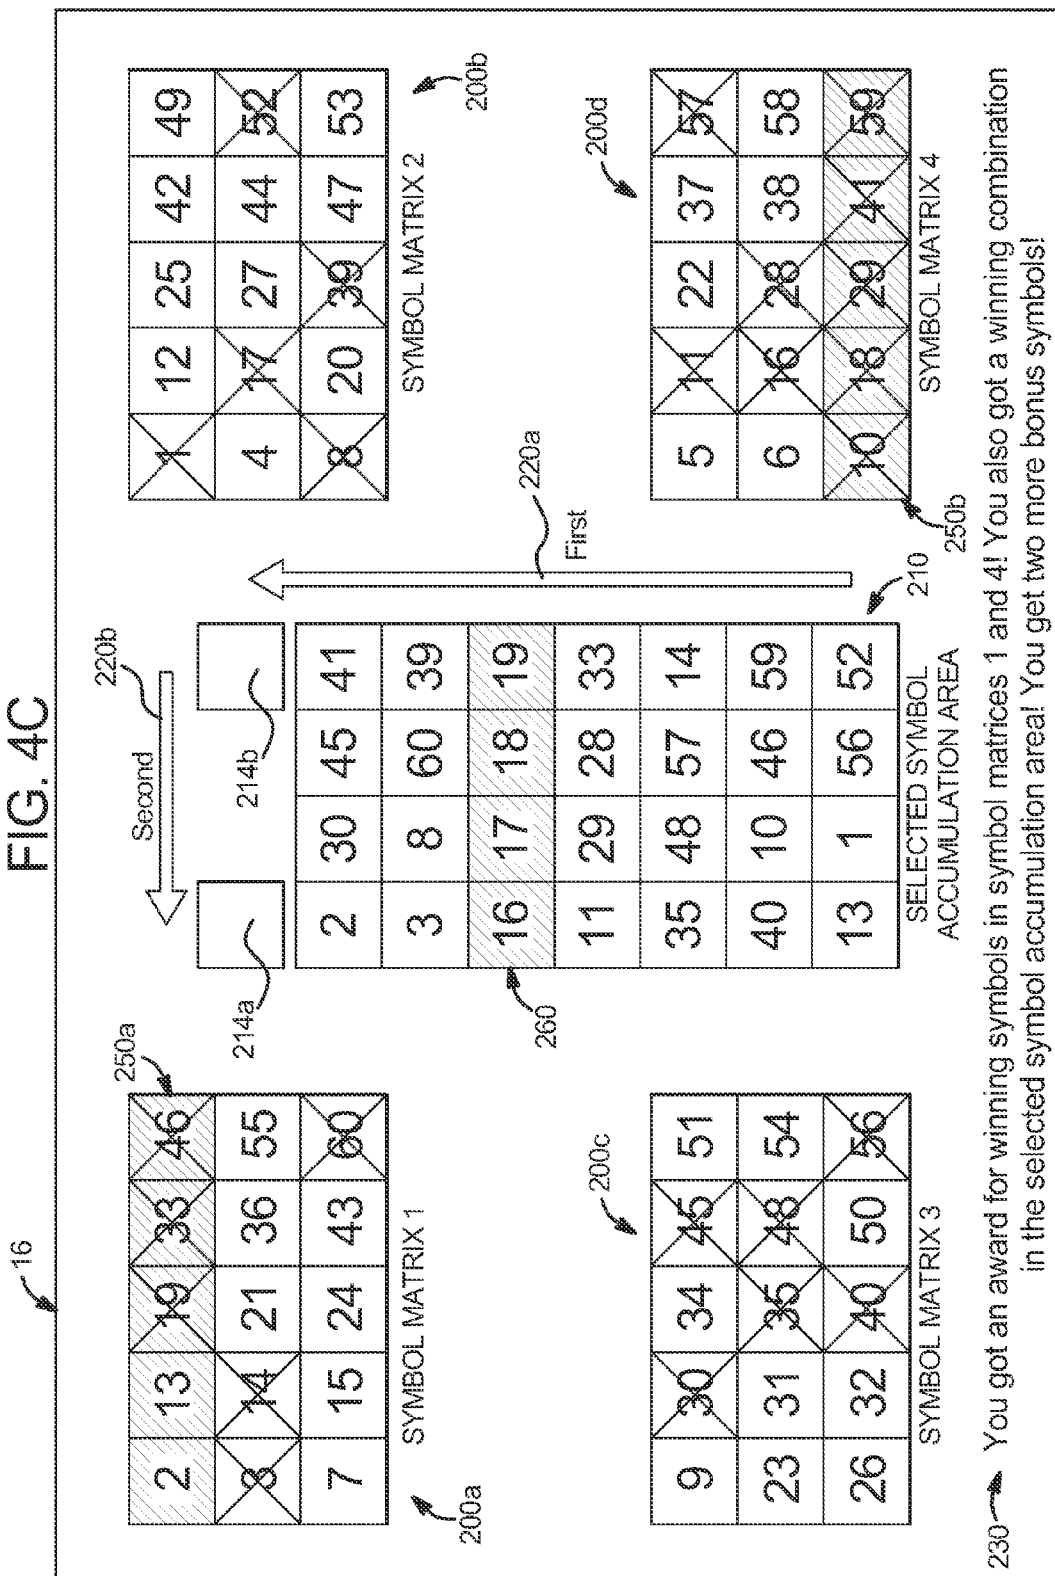 FIG. 4C
16
250a
2 13 19 33 46
3 14 21 36 55
7 15 24 43 60
SYMBOL MATRIX 1
200a
Second
220b
214a
214b
2 30 45 41
3 8 60 39
16 17 18 19
11 29 28 33
35 48 57 14
40 10 46 59
13 1 56 52
260
SELECTED SYMBOL
ACCUMULATION AREA
210
First
220a
1 12 25 42 49
4 17 27 44 52
8 20 39 47 53
SYMBOL MATRIX 2
200b
200c
9 30 34 45 51
23 31 35 48 54
26 32 40 50 56
SYMBOL MATRIX 3
200d
5 11 22 37 57
6 16 28 38 58
10 18 29 41 59
250b
SYMBOL MATRIX 4
230
You got an award for winning symbols in symbol matrices 1 and 4! You also got a winning combination
in the selected symbol accumulation area! You get two more bonus symbols!